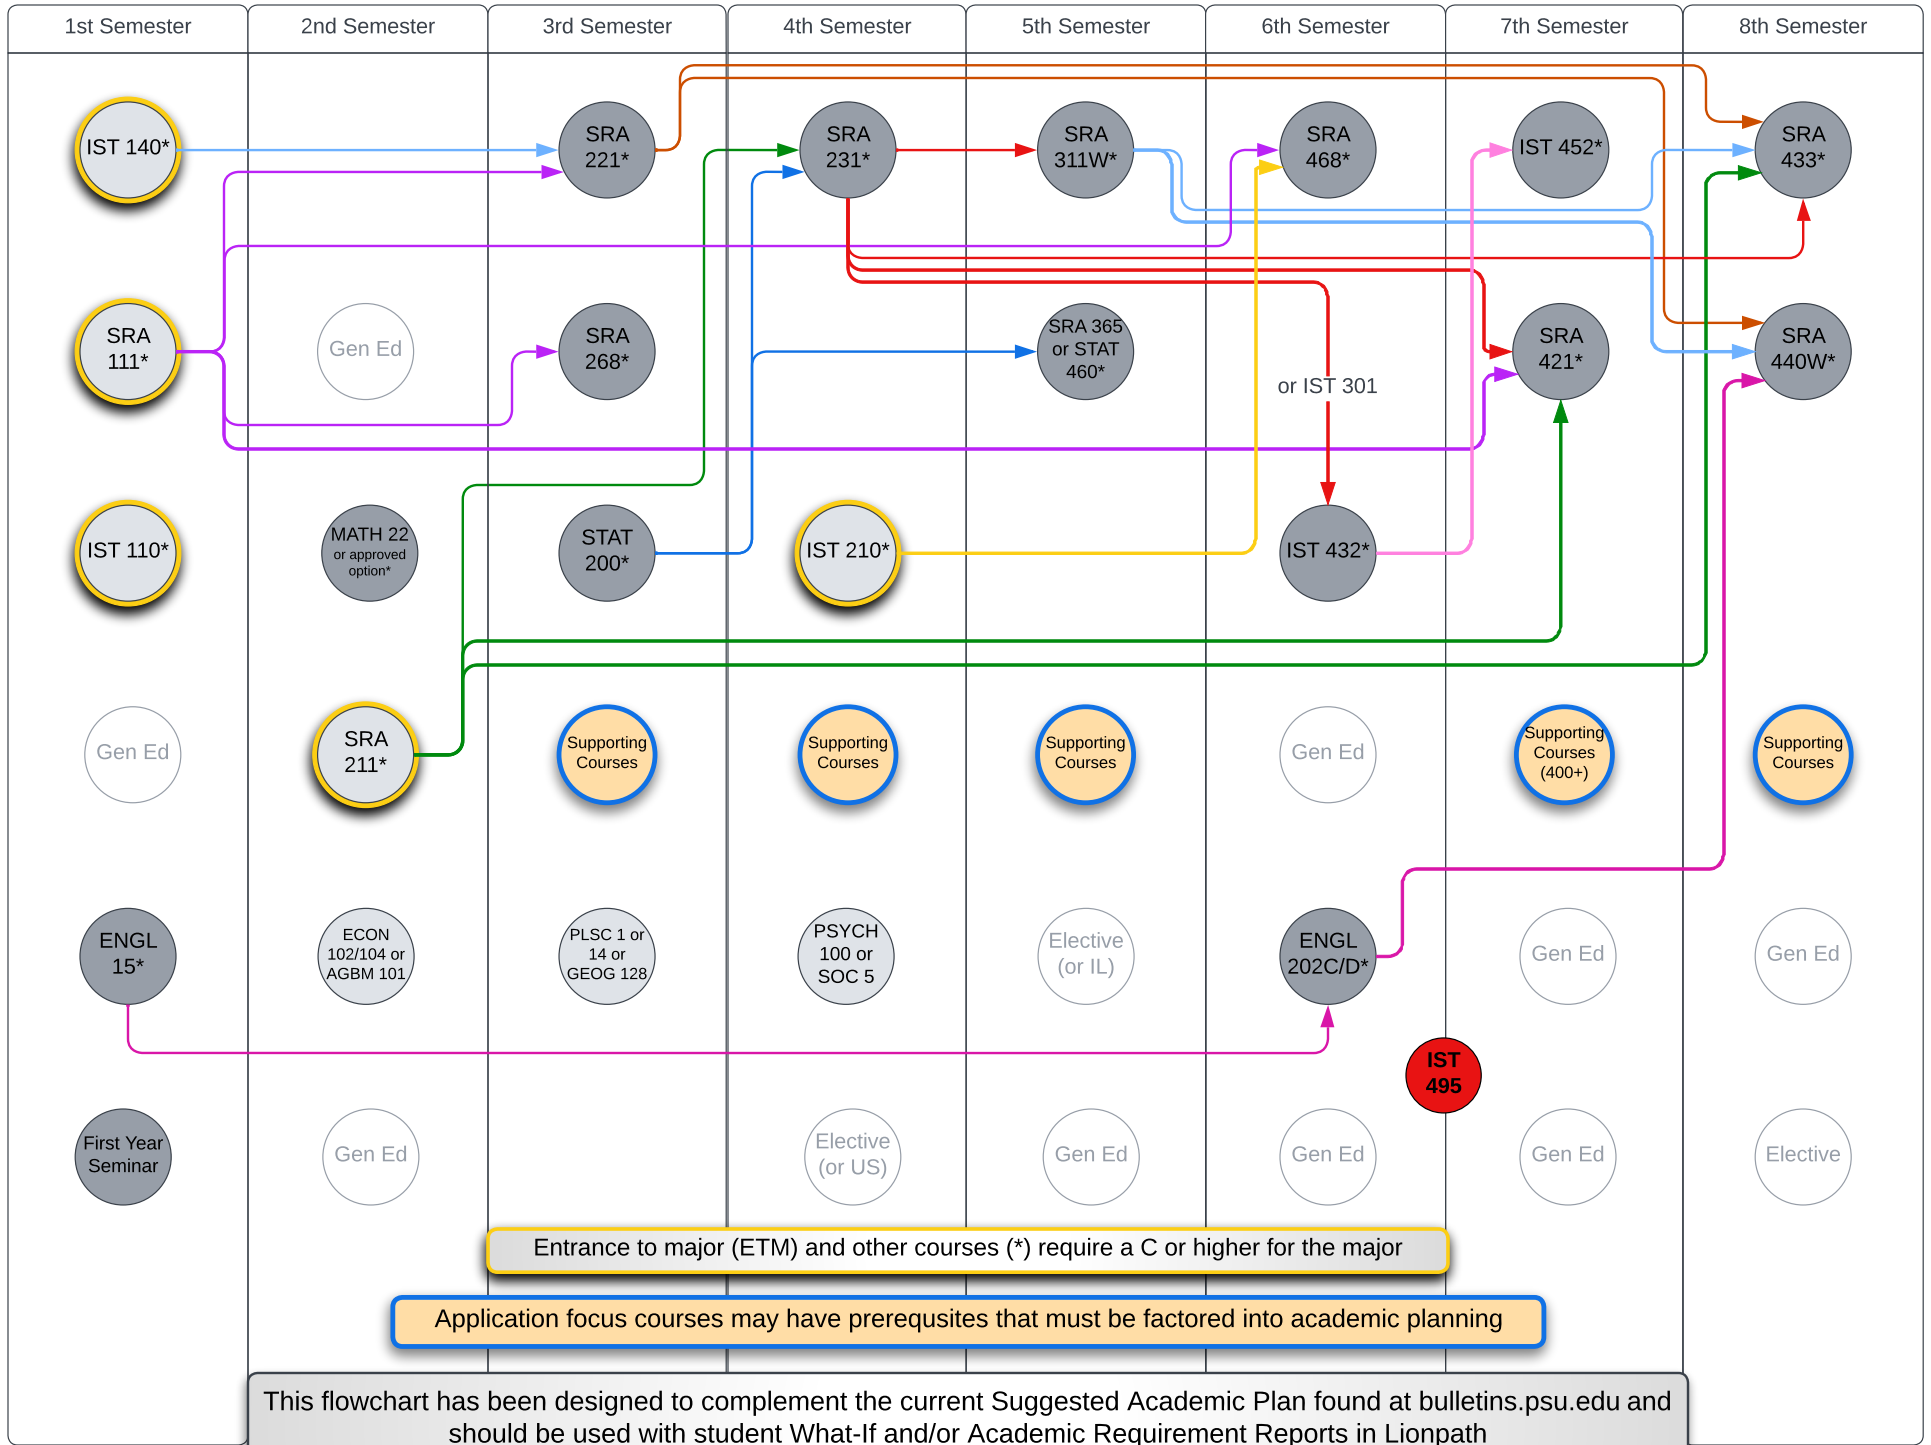 1st Semester
2nd Semester
3rd Semester
4th Semester
5th Semester
6th Semester
7th Semester
8th Semester
IST 140*
SRA
221*
SRA
231*
SRA
311W*
SRA
468*
IST 452*
SRA
433*
SRA
111*
Gen Ed
SRA
268*
SRA 365
or STAT
460*
or IST 301
SRA
421*
SRA
440W*
IST 110*
MATH 22
or approved
option*
STAT
200*
IST 210*
IST 432*
Gen Ed
SRA
211*
Supporting
Courses
Supporting
Courses
Supporting
Courses
Gen Ed
Supporting
Courses
(400+)
Supporting
Courses
ENGL
15*
ECON
102/104 or
AGBM 101
PLSC 1 or
14 or
GEOG 128
PSYCH
100 or
SOC 5
Elective
(or IL)
ENGL
202C/D*
Gen Ed
Gen Ed
IST
495
First Year
Seminar
Gen Ed
Elective
(or US)
Gen Ed
Gen Ed
Gen Ed
Elective
Entrance to major (ETM) and other courses (*) require a C or higher for the major
Application focus courses may have prerequsites that must be factored into academic planning
This flowchart has been designed to complement the current Suggested Academic Plan found at bulletins.psu.edu and
should be used with student What-If and/or Academic Requirement Reports in Lionpath